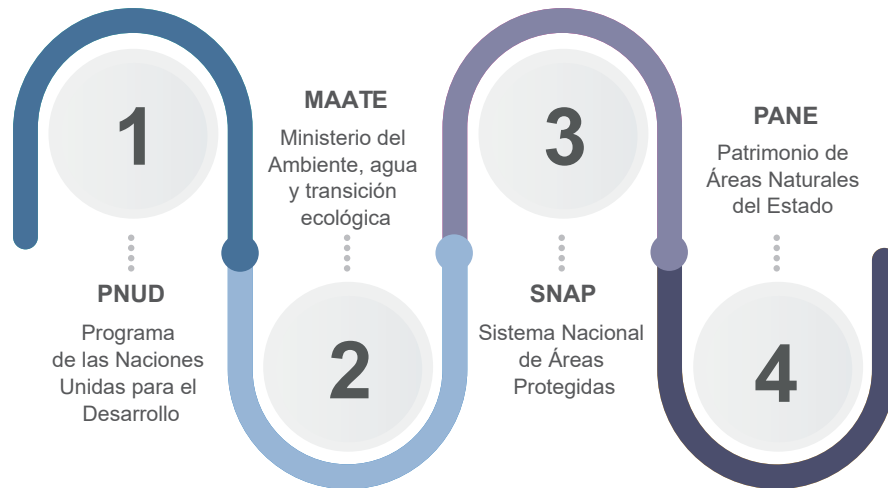 1
PNUD
Programa
de las Naciones
Unidas para el
Desarrollo
MAATE
Ministerio del
Ambiente, agua
y transición
ecológica
2
3
SNAP
Sistema Nacional
de Áreas
Protegidas
PANE
Patrimonio de
Áreas Naturales
del Estado
4